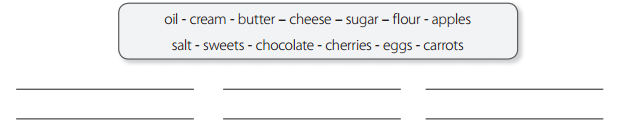 oil - cream - butter – cheese – sugar – flour - apples
salt - sweets - chocolate - cherries - eggs - carrots